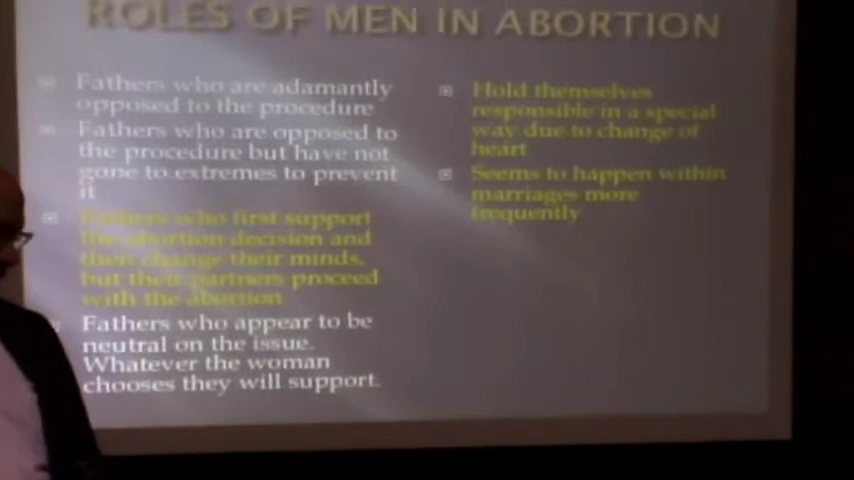 ROLES OF MEN IN ABORTION
Fathers who are adamantly
opposed to the procedure
Fathers who are opposed to
the procedure but have not
gone to extremes to prevent
it
Fathers who first support
the abortion decision and
then change their minds,
but their partners proceed
with the abortion
Fathers who appear to be
neutral on the issue.
Whatever the woman
chooses they will support.
Hold themselves
responsible in a special
way due to change of
heart
Seems to happen within
marriages more
frequently